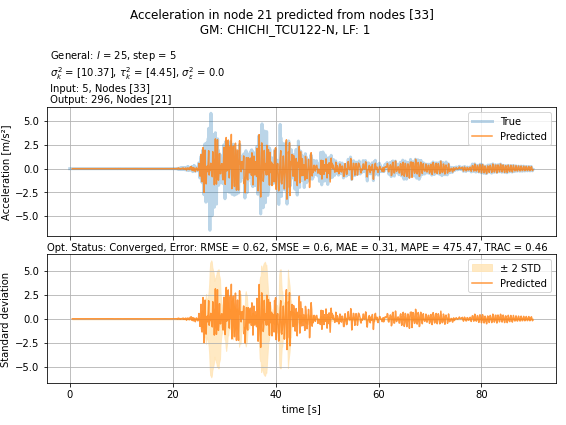 Acceleration in node 21 predicted from nodes [33]
GM: CHICHI_TCU122-N, LF: 1
General: l = 25, step = 5
σ²ₖ = [10.37], τ²ₖ = [4.45], σ²ε = 0.0
Input: 5, Nodes [33]
Output: 296, Nodes [21]
True
Predicted
Acceleration [m/s²]
5.0
2.5
0.0
−2.5
−5.0
Opt. Status: Converged, Error: RMSE = 0.62, SMSE = 0.6, MAE = 0.31, MAPE = 475.47, TRAC = 0.46
± 2 STD
Predicted
Standard deviation
5.0
2.5
0.0
−2.5
−5.0
0 20 40 60 80
time [s]